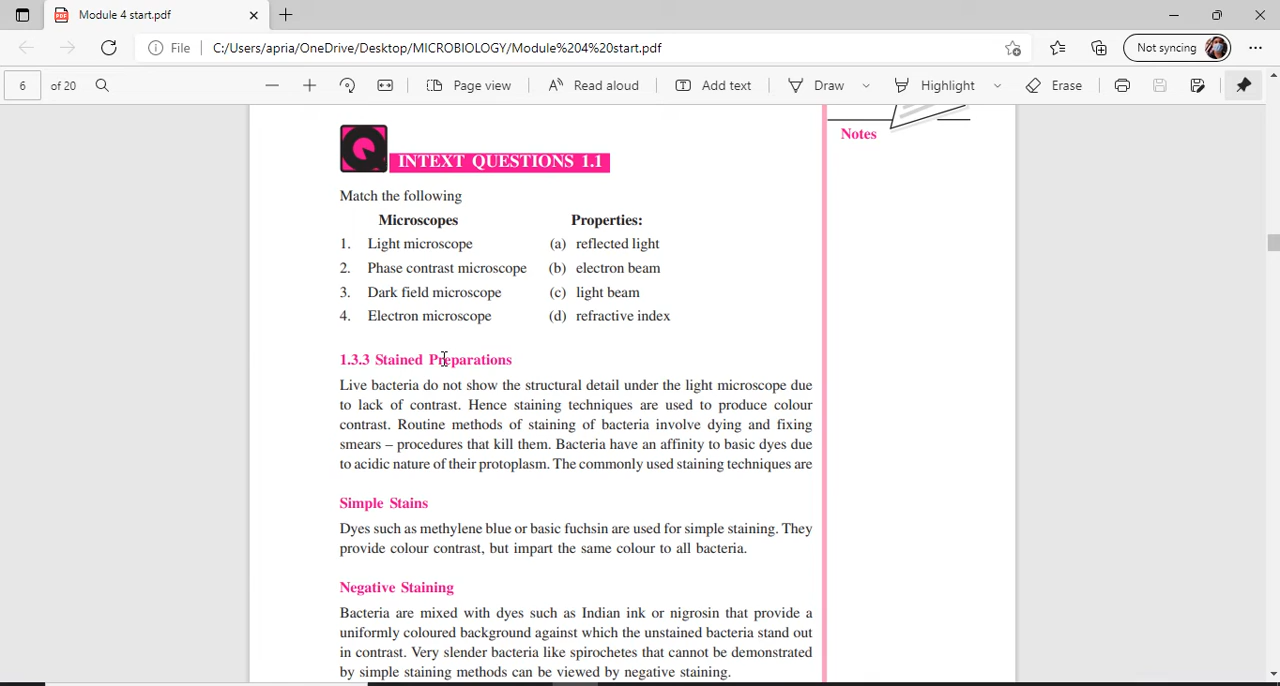 Module 4 start.pdf
File C:/Users/apria/OneDrive/Desktop/MICROBIOLOGY/Module%204%20start.pdf Not syncing
6 of 20 Page view Read aloud Add text Draw Highlight Erase
Notes
INTEXT QUESTIONS 1.1
Match the following
Microscopes Properties:
1. Light microscope (a) reflected light
2. Phase contrast microscope (b) electron beam
3. Dark field microscope (c) light beam
4. Electron microscope (d) refractive index
1.3.3 Stained Preparations
Live bacteria do not show the structural detail under the light microscope due
to lack of contrast. Hence staining techniques are used to produce colour
contrast. Routine methods of staining of bacteria involve dying and fixing
smears – procedures that kill them. Bacteria have an affinity to basic dyes due
to acidic nature of their protoplasm. The commonly used staining techniques are
Simple Stains
Dyes such as methylene blue or basic fuchsin are used for simple staining. They
provide colour contrast, but impart the same colour to all bacteria.
Negative Staining
Bacteria are mixed with dyes such as Indian ink or nigrosin that provide a
uniformly coloured background against which the unstained bacteria stand out
in contrast. Very slender bacteria like spirochetes that cannot be demonstrated
by simple staining methods can be viewed by negative staining.